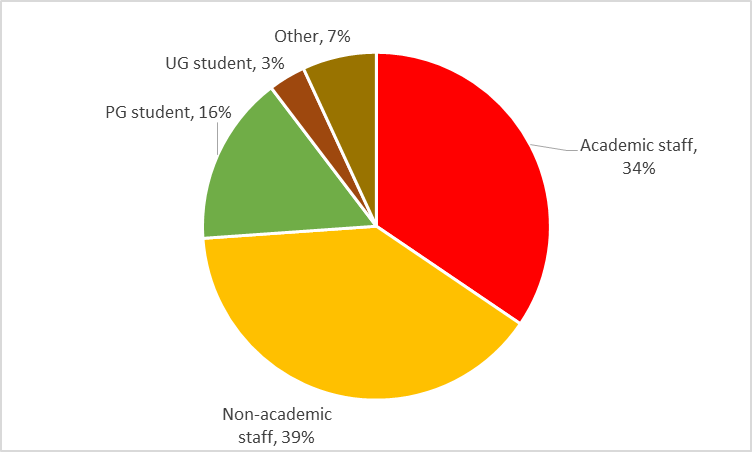 Other, 7%
UG student, 3%
PG student, 16%
Academic staff,
34%
Non-academic
staff, 39%